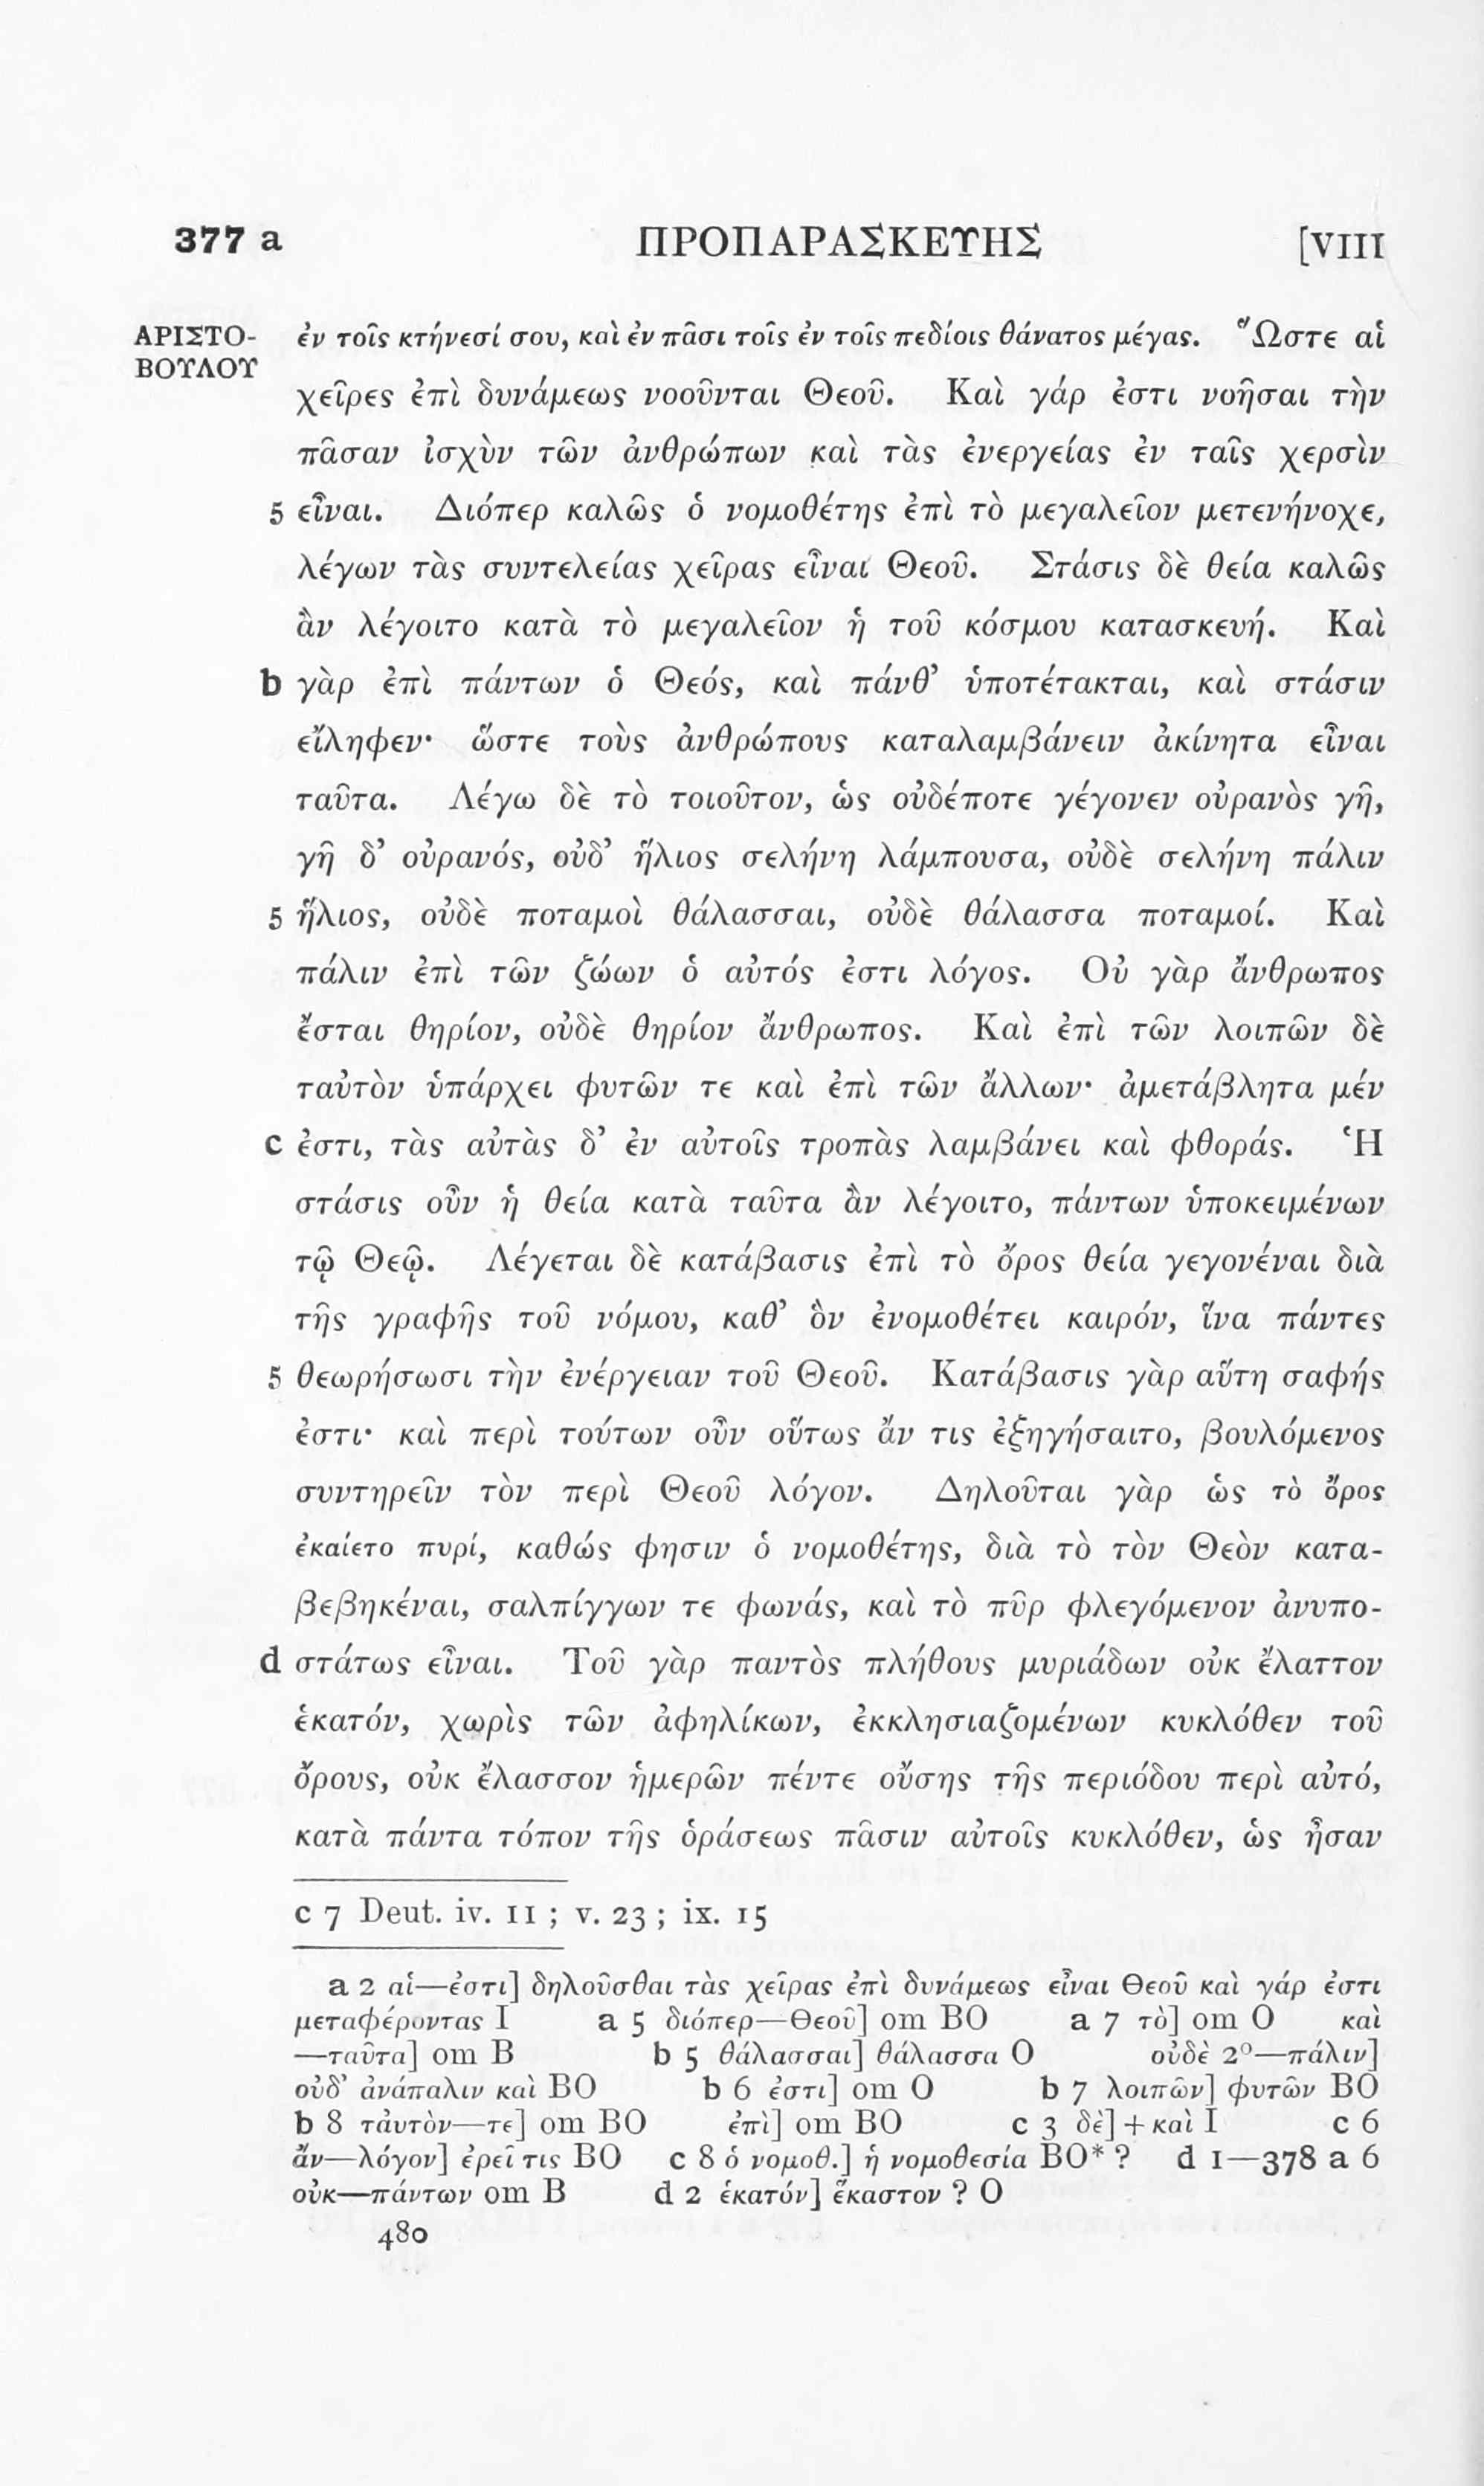 377 a ΠΡΟΠΑΡΑΣΚΕΥΗΣ [VIII
ΑΡΙΣΤΟ- ἐν τοῖς κτήνεσί σου, καὶ ἐν πᾶσι τοῖς ἐν τοῖς πεδίοις θάνατος μέγας. Ὥστε αἱ
ΒΟΥΛΟΥ
χεῖρες ἐπὶ δυνάμεως νοοῦνται Θεοῦ. Καὶ γάρ ἐστι νοῆσαι τὴν
πᾶσαν ἰσχὺν τῶν ἀνθρώπων καὶ τὰς ἐνεργείας ἐν ταῖς χερσὶν
5 εἶναι. Διόπερ καλῶς ὁ νομοθέτης ἐπὶ τὸ μεγαλεῖον μετενήνοχε,
λέγων τὰς συντελείας χεῖρας εἶναι Θεοῦ. Στάσις δὲ θεία καλῶς
ἂν λέγοιτο κατὰ τὸ μεγαλεῖον ἡ τοῦ κόσμου κατασκευή. Καὶ
b γὰρ ἐπὶ πάντων ὁ Θεός, καὶ πάνθ’ ὑποτέτακται, καὶ στάσιν
εἴληφεν· ὥστε τοὺς ἀνθρώπους καταλαμβάνειν ἀκίνητα εἶναι
ταῦτα. Λέγω δὲ τὸ τοιοῦτον, ὡς οὐδέποτε γέγονεν οὐρανὸς γῆ,
γῆ δ’ οὐρανός, οὐδ’ ἥλιος σελήνη λάμπουσα, οὐδὲ σελήνη πάλιν
5 ἥλιος, οὐδὲ ποταμοὶ θάλασσαι, οὐδὲ θάλασσα ποταμοί. Καὶ
πάλιν ἐπὶ τῶν ζώων ὁ αὐτός ἐστι λόγος. Οὐ γὰρ ἄνθρωπος
ἔσται θηρίον, οὐδὲ θηρίον ἄνθρωπος. Καὶ ἐπὶ τῶν λοιπῶν δὲ
ταὐτὸν ὑπάρχει φυτῶν τε καὶ ἐπὶ τῶν ἄλλων· ἀμετάβλητα μέν
c ἐστι, τὰς αὐτὰς δ’ ἐν αὐτοῖς τροπὰς λαμβάνει καὶ φθοράς. Ἡ
στάσις οὖν ἡ θεία κατὰ ταῦτα ἂν λέγοιτο, πάντων ὑποκειμένων
τῷ Θεῷ. Λέγεται δὲ κατάβασις ἐπὶ τὸ ὄρος θεία γεγονέναι διὰ
τῆς γραφῆς τοῦ νόμου, καθ’ ὃν ἐνομοθέτει καιρόν, ἵνα πάντες
5 θεωρήσωσι τὴν ἐνέργειαν τοῦ Θεοῦ. Κατάβασις γὰρ αὕτη σαφής
ἐστι· καὶ περὶ τούτων οὖν οὕτως ἄν τις ἐξηγήσαιτο, βουλόμενος
συντηρεῖν τὸν περὶ Θεοῦ λόγον. Δηλοῦται γὰρ ὡς τὸ ὄρος
ἐκαίετο πυρί, καθώς φησιν ὁ νομοθέτης, διὰ τὸ τὸν Θεὸν κατα-
βεβηκέναι, σαλπίγγων τε φωνάς, καὶ τὸ πῦρ φλεγόμενον ἀνυπο-
d στάτως εἶναι. Τοῦ γὰρ παντὸς πλήθους μυριάδων οὐκ ἔλαττον
ἑκατόν, χωρὶς τῶν ἀφηλίκων, ἐκκλησιαζομένων κυκλόθεν τοῦ
ὄρους, οὐκ ἔλασσον ἡμερῶν πέντε οὔσης τῆς περιόδου περὶ αὐτό,
κατὰ πάντα τόπον τῆς ὁράσεως πᾶσιν αὐτοῖς κυκλόθεν, ὡς ἦσαν
c 7 Deut. iv. 11 ; v. 23 ; ix. 15
a 2 αἱ—ἐστι] δηλοῦσθαι τὰς χεῖρας ἐπὶ δυνάμεως εἶναι Θεοῦ καὶ γάρ ἐστι
μεταφέροντας I a 5 διόπερ—Θεοῦ] om BO a 7 τὸ] om O καὶ
—ταῦτα] om B b 5 θάλασσαι] θάλασσα O οὐδὲ 2º—πάλιν]
οὐδ’ ἀνάπαλιν καὶ BO b 6 ἐστι] om O b 7 λοιπῶν] φυτῶν BO
b 8 ταὐτὸν—τε] om BO ἐπὶ] om BO c 3 δὲ] + καὶ I c 6
ἄν—λόγον] ἐρεῖ τις BO c 8 ὁ νομοθ.] ἡ νομοθεσία BO* ? d 1—378 a 6
οὐκ—πάντων om B d 2 ἑκατόν] ἕκαστον ? O
480